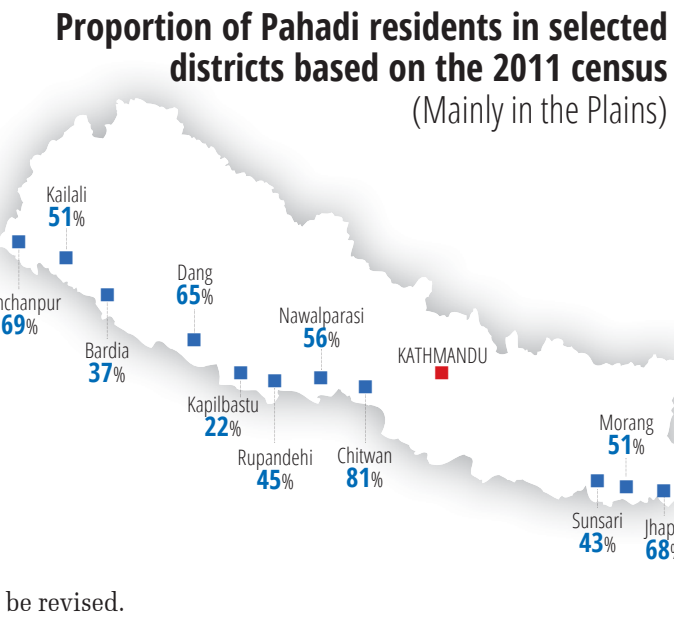 Proportion of Pahadi residents in selected
districts based on the 2011 census
(Mainly in the Plains)
Kailali
51%
nchanpur
69%
Bardia
37%
Dang
65%
Kapilbastu
22%
Rupandehi
45%
Nawalparasi
56%
Chitwan
81%
KATHMANDU
Sunsari
43%
Morang
51%
Jhap
68%
be revised.